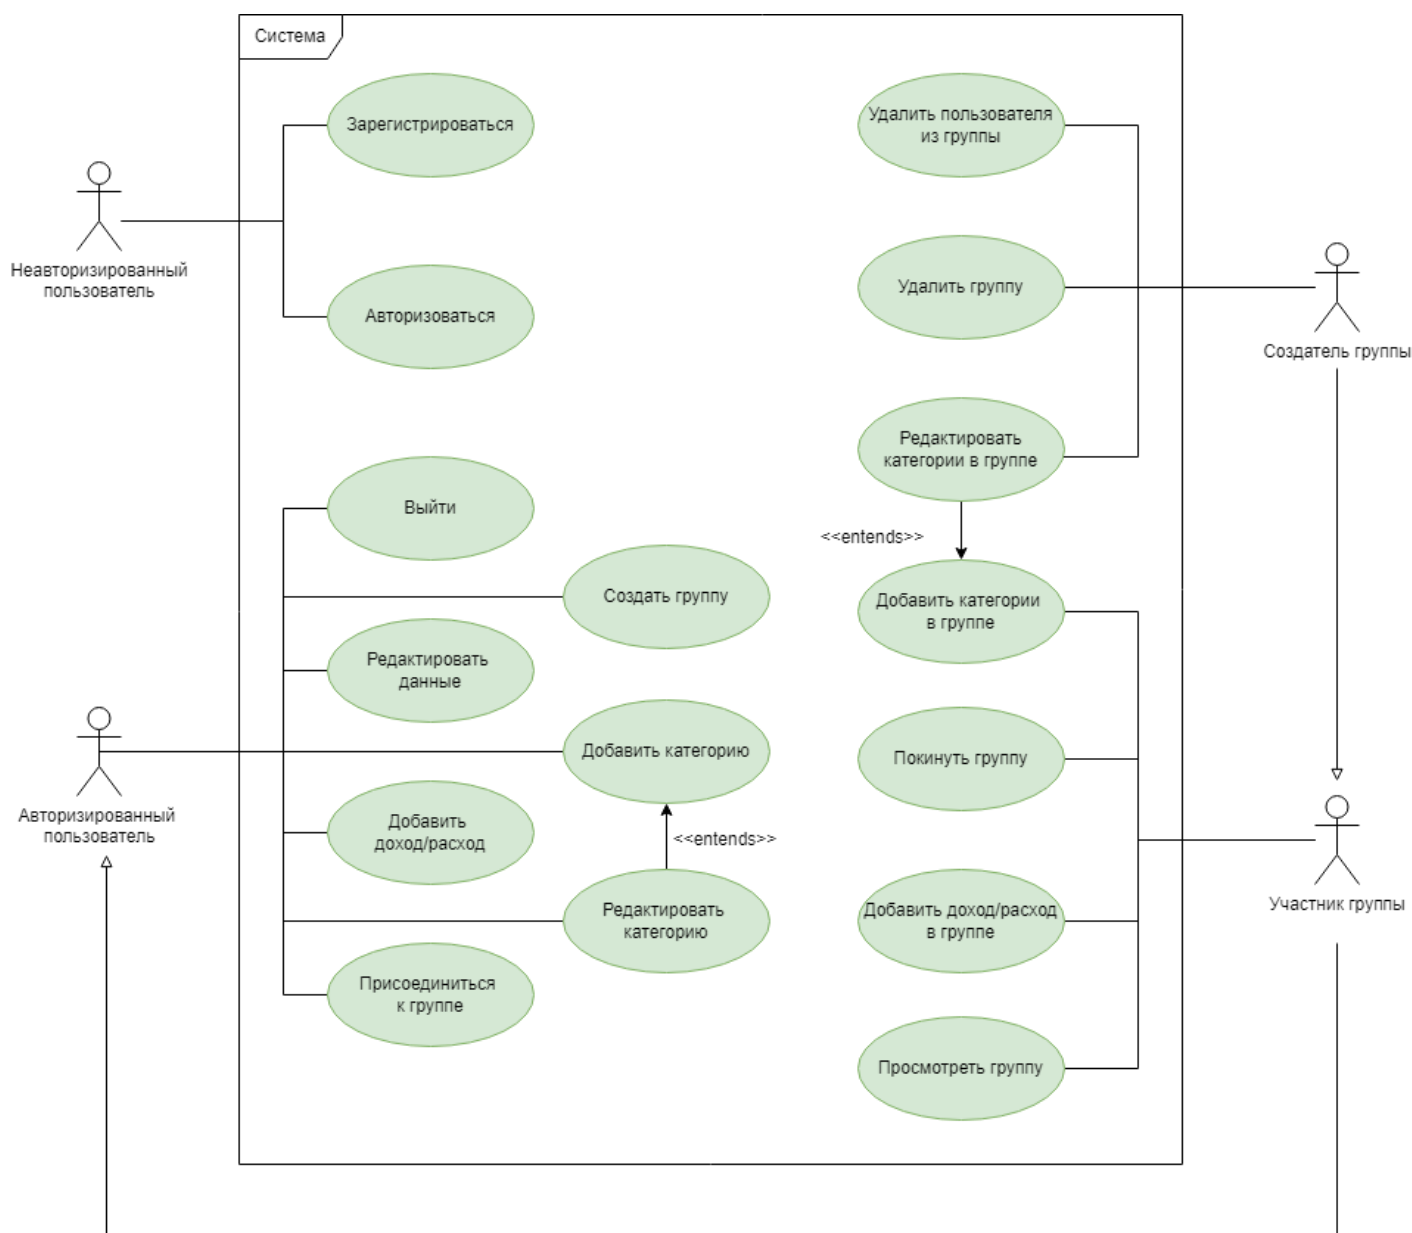 Система
Зарегистрироваться
Удалить пользователя
из группы
Неавторизированный
пользователь
Удалить группу
Авторизоваться
Создатель группы
Редактировать
категории в группе
Выйти
<<entends>>
Создать группу
Добавить категории
в группе
Редактировать
данные
Добавить категорию
Покинуть группу
Авторизированный
пользователь
Добавить
доход/расход
<<entends>>
Редактировать
категорию
Добавить доход/расход
в группе
Участник группы
Присоединиться
к группе
Просмотреть группу